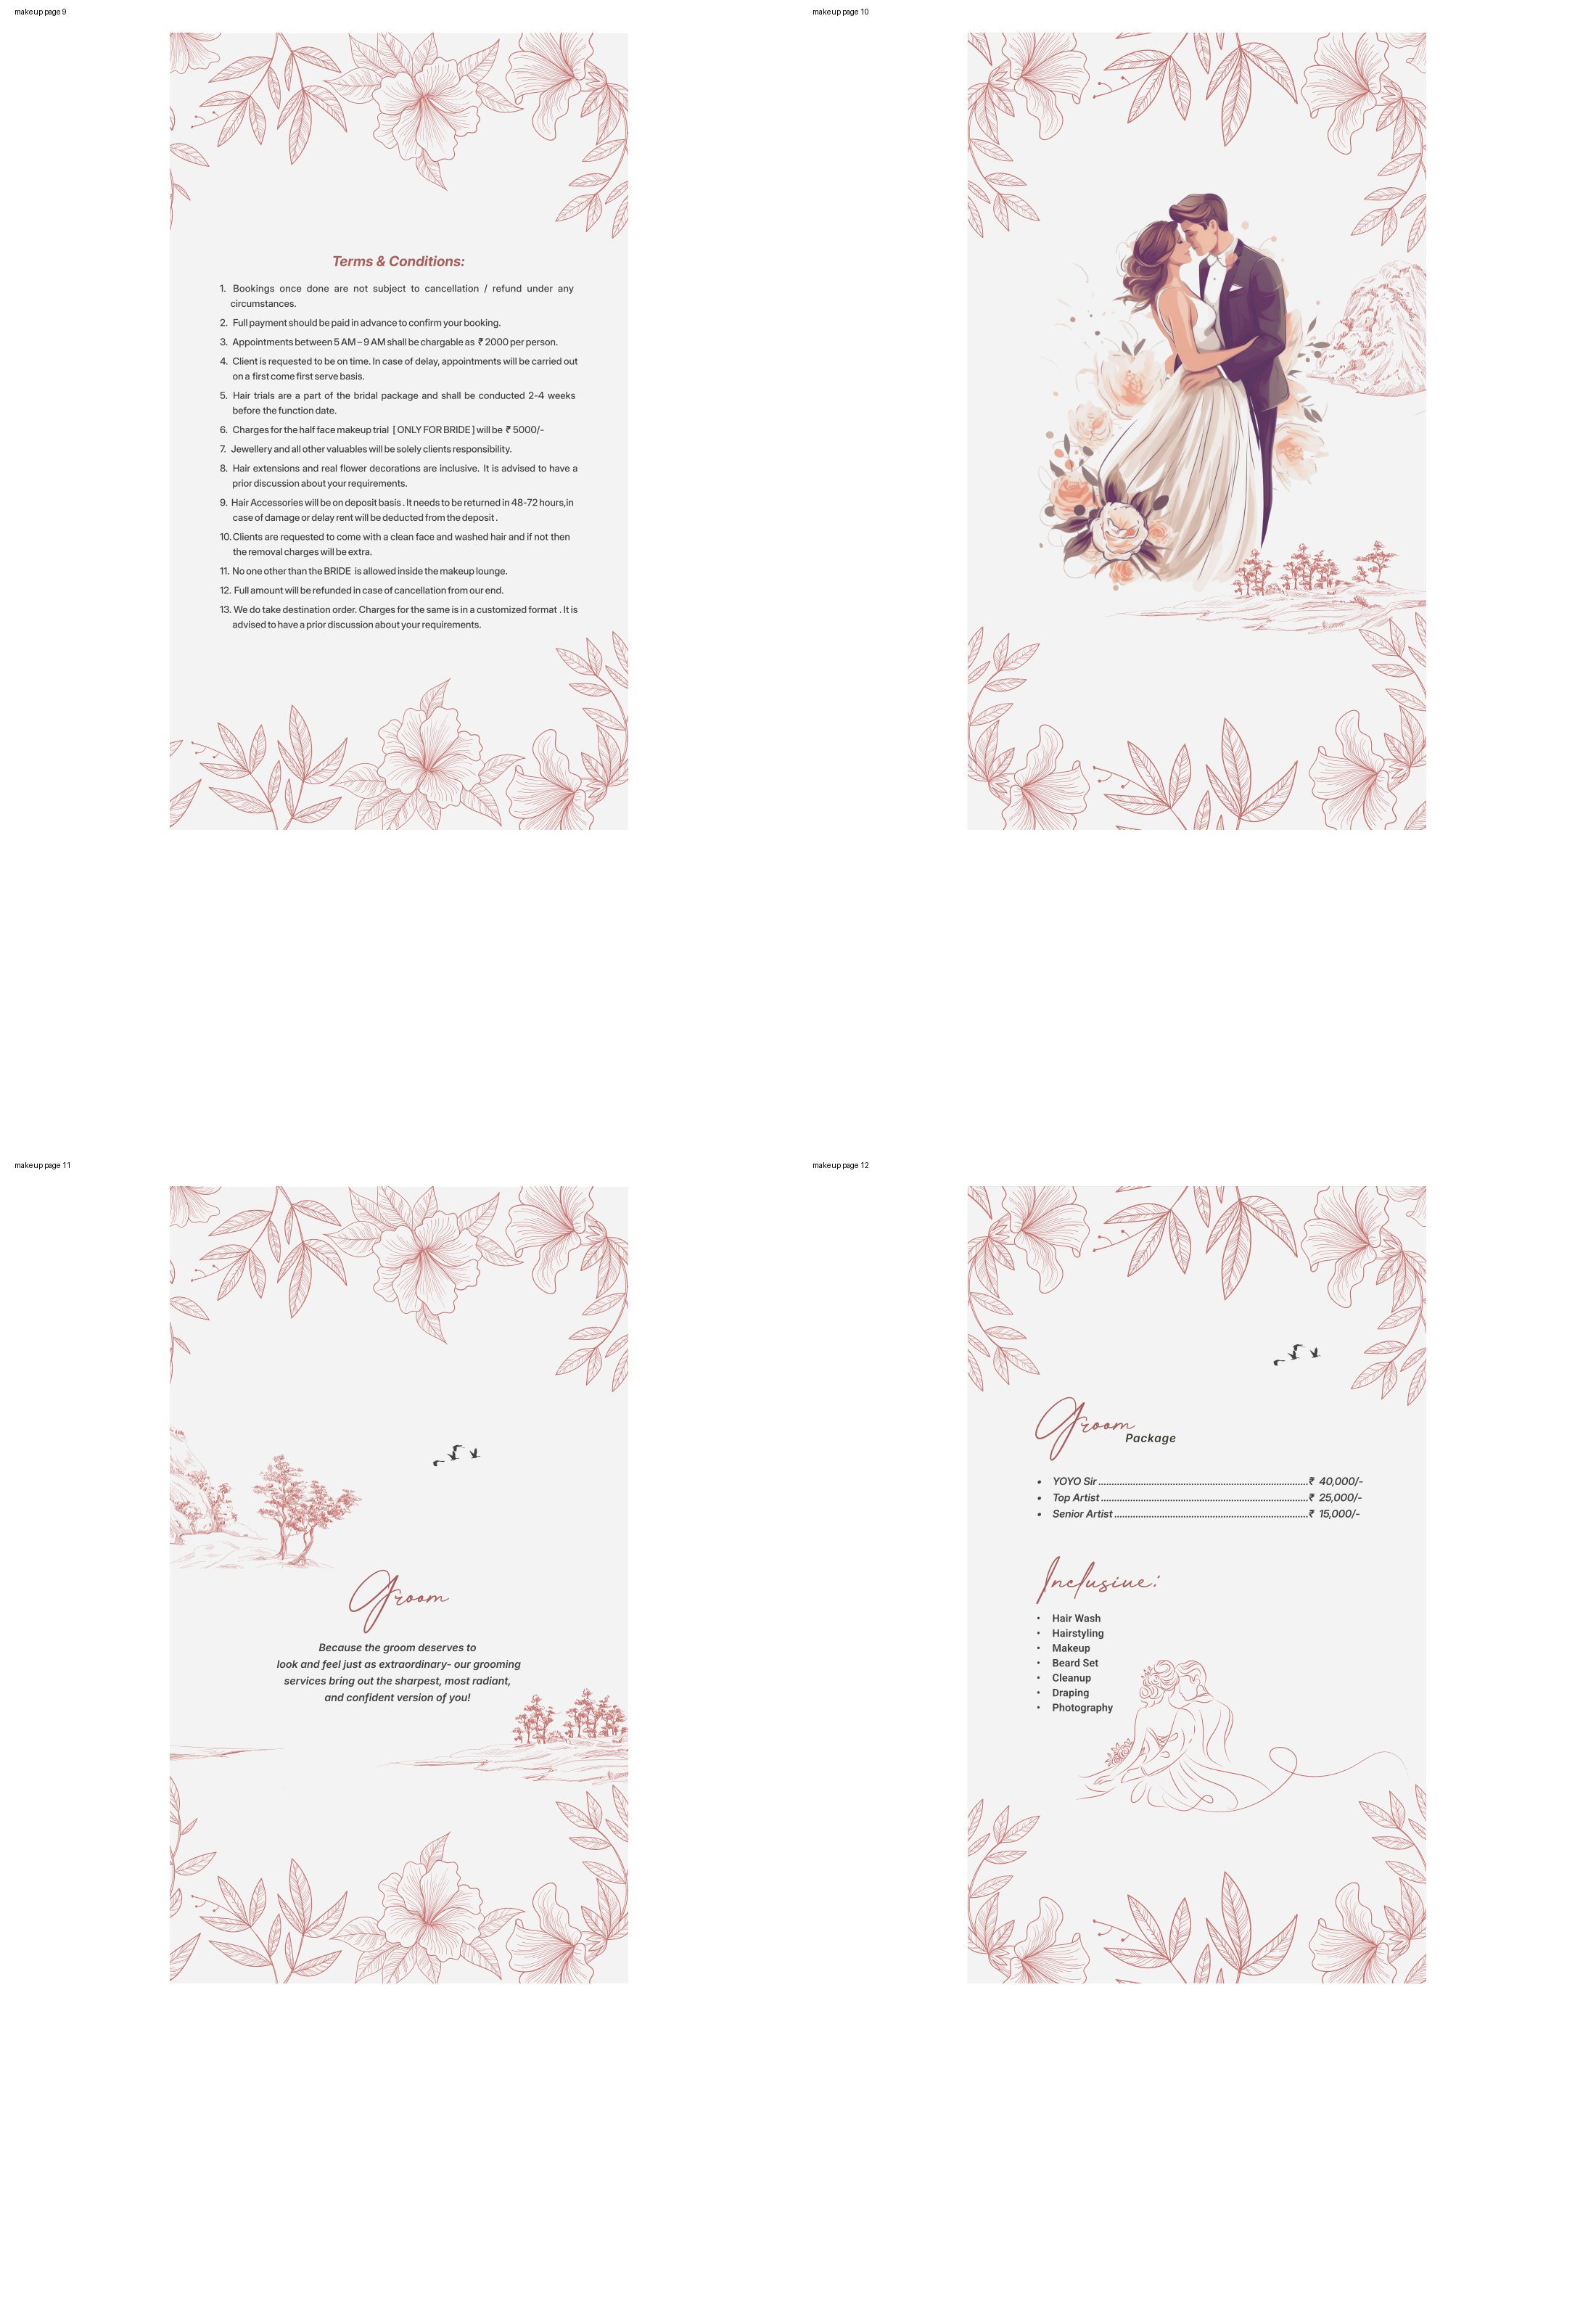 makeup page 9
Terms & Conditions:
1. Bookings once done are not subject to cancellation / refund under any
circumstances.
2. Full payment should be paid in advance to confirm your booking.
3. Appointments between 5 AM – 9 AM shall be chargable as ₹ 2000 per person.
4. Client is requested to be on time. In case of delay, appointments will be carried out
on a first come first serve basis.
5. Hair trials are a part of the bridal package and shall be conducted 2-4 weeks
before the function date.
6. Charges for the half face makeup trial [ ONLY FOR BRIDE ] will be ₹ 5000/-
7. Jewellery and all other valuables will be solely clients responsibility.
8. Hair extensions and real flower decorations are inclusive. It is advised to have a
prior discussion about your requirements.
9. Hair Accessories will be on deposit basis . It needs to be returned in 48-72 hours,in
case of damage or delay rent will be deducted from the deposit .
10. Clients are requested to come with a clean face and washed hair and if not then
the removal charges will be extra.
11. No one other than the BRIDE is allowed inside the makeup lounge.
12. Full amount will be refunded in case of cancellation from our end.
13. We do take destination order. Charges for the same is in a customized format . It is
advised to have a prior discussion about your requirements.
makeup page 10
makeup page 11
Groom
Because the groom deserves to
look and feel just as extraordinary- our grooming
services bring out the sharpest, most radiant,
and confident version of you!
makeup page 12
Groom
Package
• YOYO Sir ........................................................................ ₹ 40,000/-
• Top Artist ........................................................................ ₹ 25,000/-
• Senior Artist .................................................................... ₹ 15,000/-
Inclusive:
• Hair Wash
• Hairstyling
• Makeup
• Beard Set
• Cleanup
• Draping
• Photography